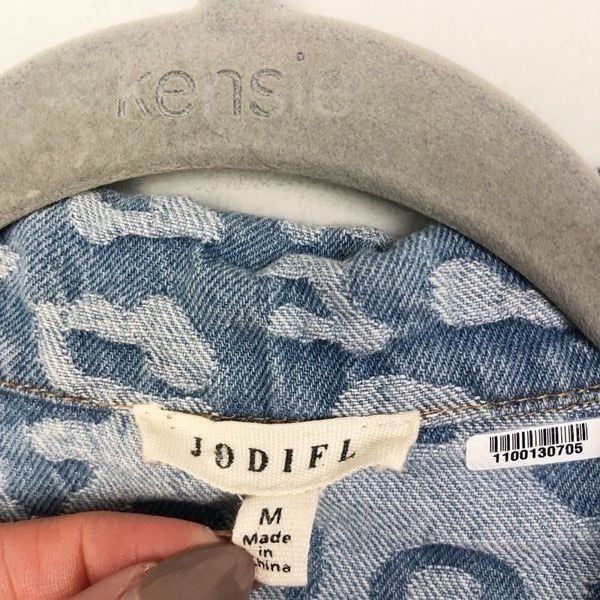 kensie
JODIFL
1100130705
M
Made
in
China